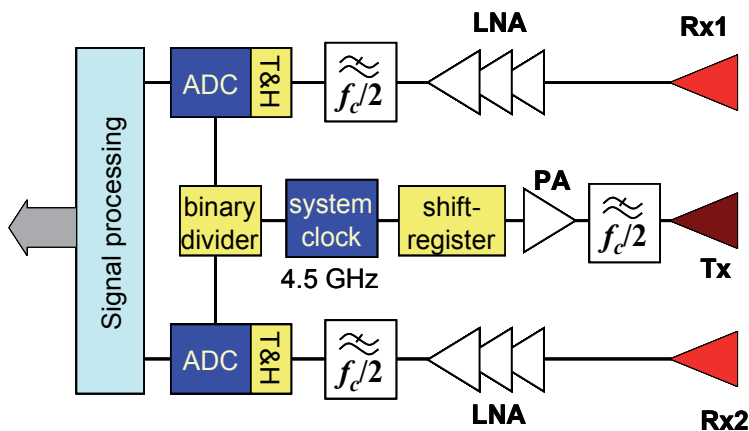 LNA
Rx1
ADC
T&H
f_c/2
Signal processing
binary
divider
system
clock
4.5 GHz
shift-
register
PA
f_c/2
Tx
ADC
T&H
f_c/2
LNA
Rx2